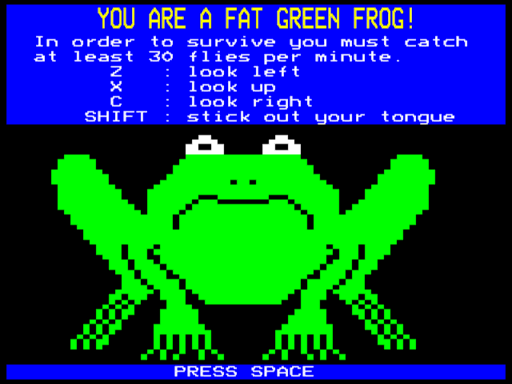 YOU ARE A FAT GREEN FROG!
In order to survive you must catch
at least 30 flies per minute.
Z : look left
X : look up
C : look right
SHIFT : stick out your tongue
PRESS SPACE